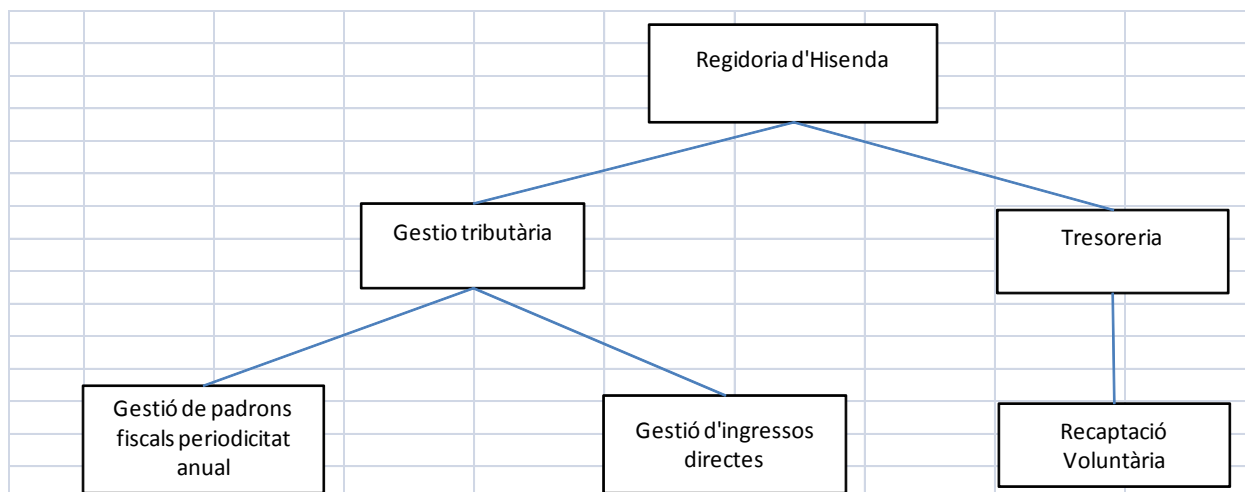 Regidoria d'Hisenda
Gestio tributària
Tresoreria
Gestió de padrons
fiscals periodicitat
anual
Gestió d'ingressos
directes
Recaptació
Voluntària